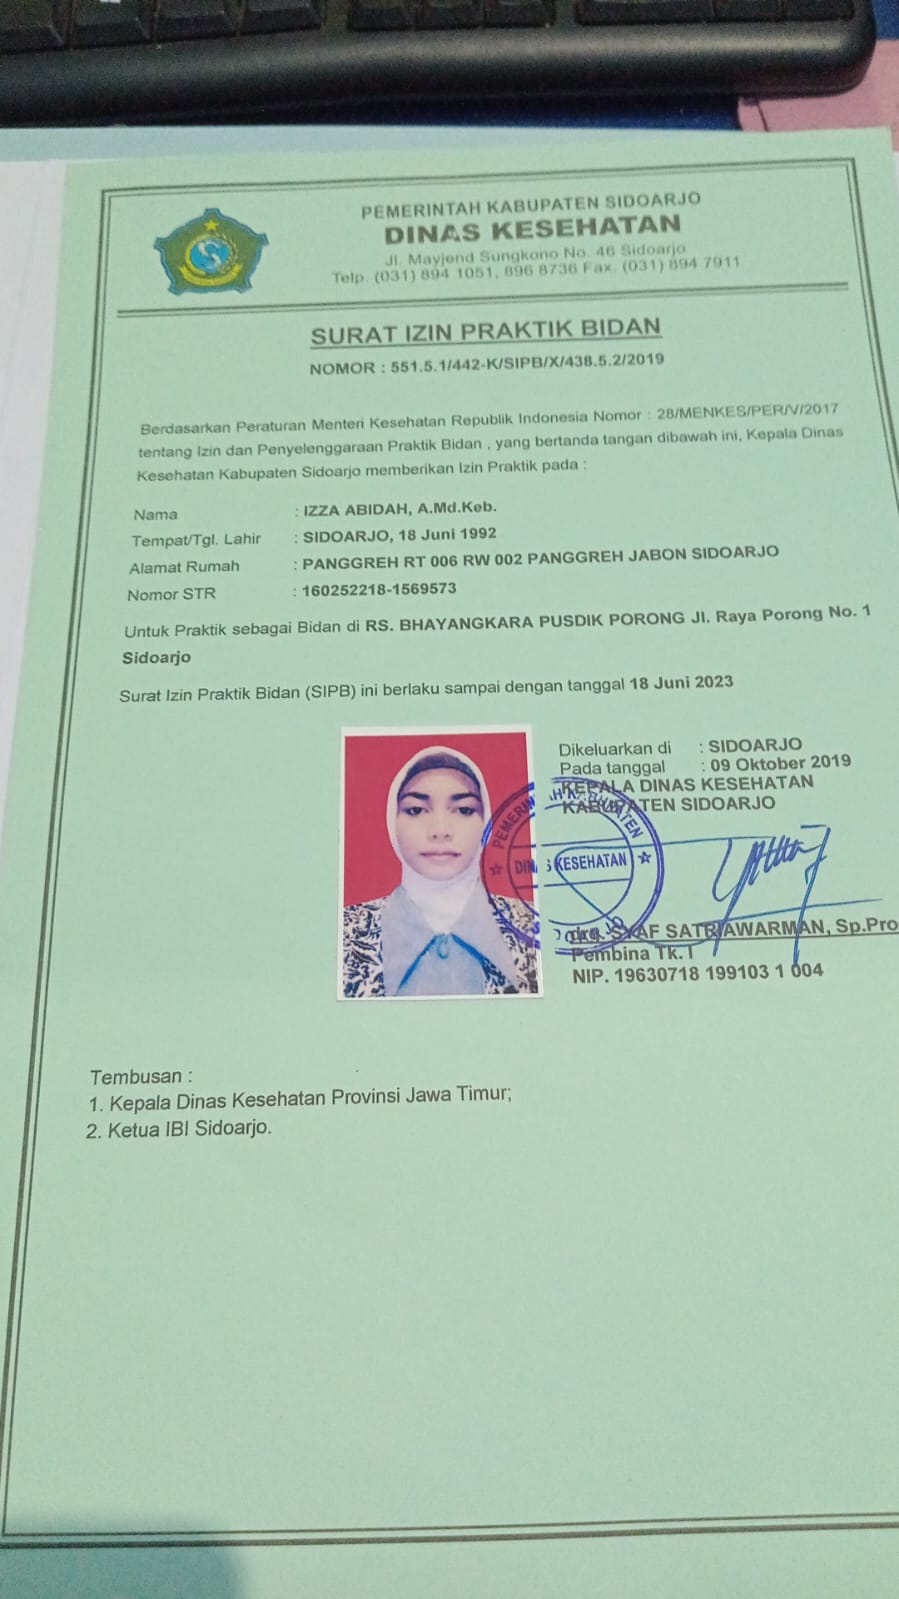 PEMERINTAH KABUPATEN SIDOARJO
DINAS KESEHATAN
Jl. Mayjend Sungkono No. 46 Sidoarjo
Telp. (031) 894 1051, 896 8736 Fax. (031) 894 7911
SURAT IZIN PRAKTIK BIDAN
NOMOR : 551.5.1/442-K/SIPB/X/438.5.2/2019
Berdasarkan Peraturan Menteri Kesehatan Republik Indonesia Nomor : 28/MENKES/PER/V/2017
tentang Izin dan Penyelenggaraan Praktik Bidan , yang bertanda tangan dibawah ini, Kepala Dinas
Kesehatan Kabupaten Sidoarjo memberikan Izin Praktik pada :
Nama : IZZA ABIDAH, A.Md.Keb.
Tempat/Tgl. Lahir : SIDOARJO, 18 Juni 1992
Alamat Rumah : PANGGREH RT 006 RW 002 PANGGREH JABON SIDOARJO
Nomor STR : 160252218-1569573
Untuk Praktik sebagai Bidan di RS. BHAYANGKARA PUSDIK PORONG Jl. Raya Porong No. 1
Sidoarjo
Surat Izin Praktik Bidan (SIPB) ini berlaku sampai dengan tanggal 18 Juni 2023
Dikeluarkan di : SIDOARJO
Pada tanggal : 09 Oktober 2019
KEPALA DINAS KESEHATAN
KABUPATEN SIDOARJO
DINAS KESEHATAN
drg. SYAF SATRIAWARMAN, Sp.Pro
Pembina Tk. I
NIP. 19630718 199103 1 004
Tembusan :
1. Kepala Dinas Kesehatan Provinsi Jawa Timur;
2. Ketua IBI Sidoarjo.